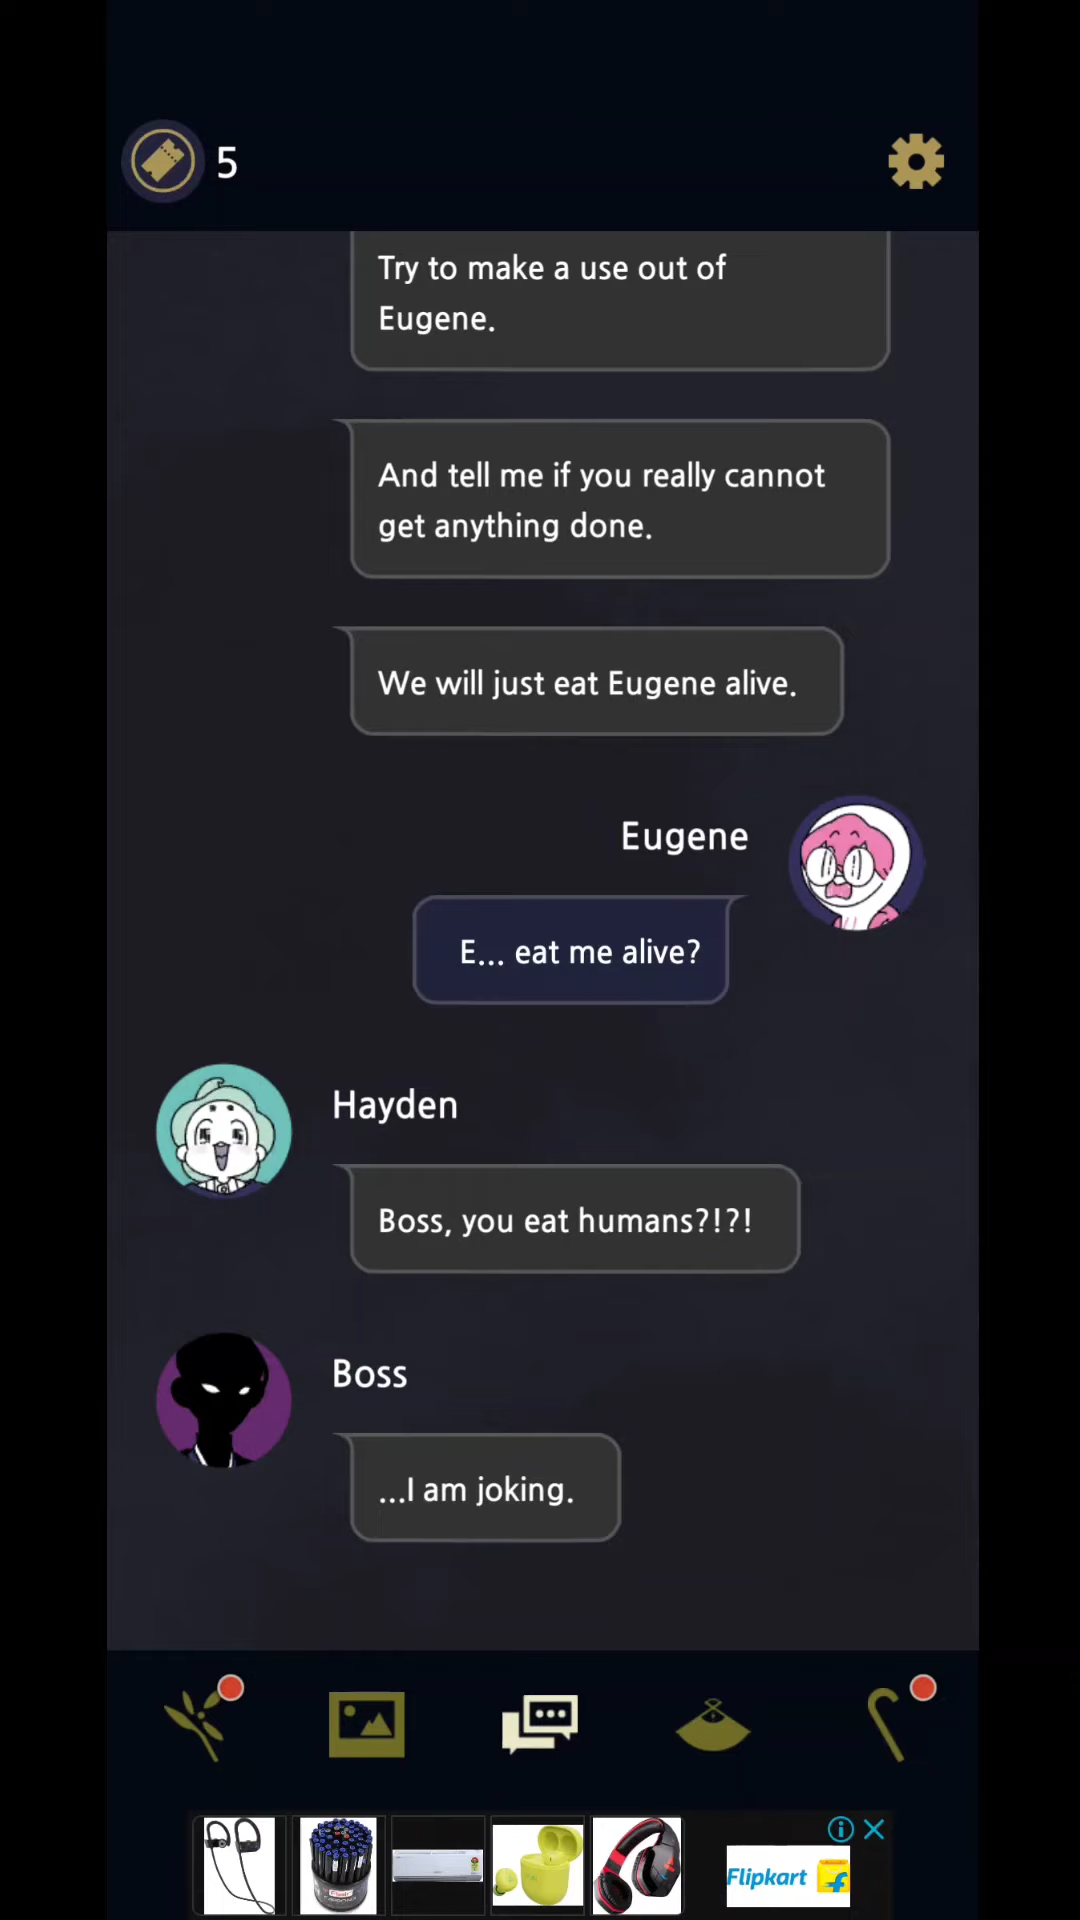 5
Try to make a use out of
Eugene.
And tell me if you really cannot
get anything done.
We will just eat Eugene alive.
Eugene
E... eat me alive?
Hayden
Boss, you eat humans?!?!
Boss
...I am joking.
Flipkart